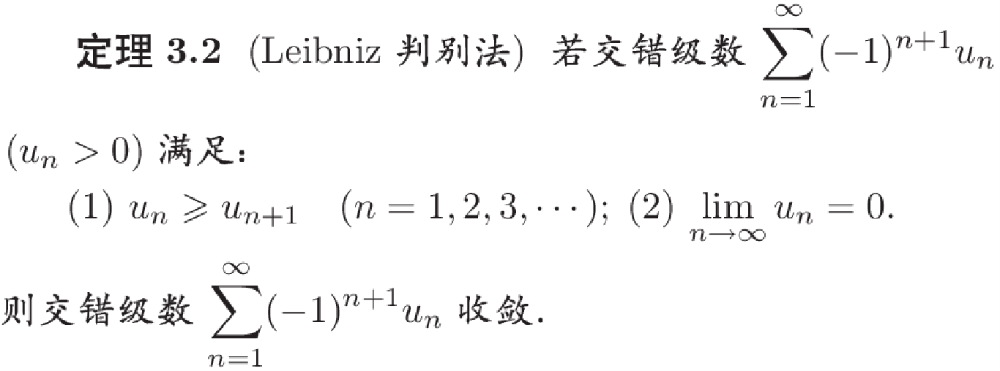 定理 3.2 (Leibniz 判别法) 若交错级数 $\sum_{n=1}^{\infty}(-1)^{n+1}u_n$
$(u_n > 0)$ 满足：
(1) $u_n \geqslant u_{n+1}$ $(n = 1, 2, 3, \cdots)$; (2) $\lim_{n \to \infty} u_n = 0$.
则交错级数 $\sum_{n=1}^{\infty}(-1)^{n+1}u_n$ 收敛.